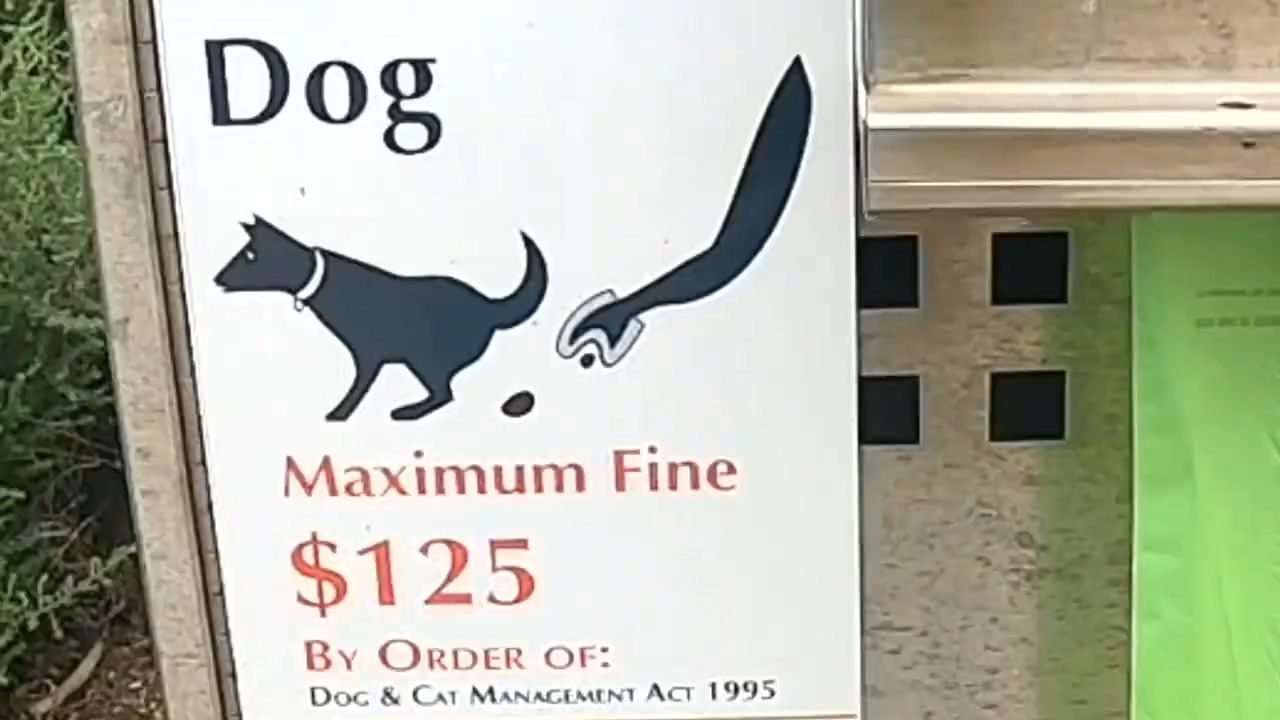 Dog
Maximum Fine
$125
By Order of:
Dog & Cat Management Act 1995